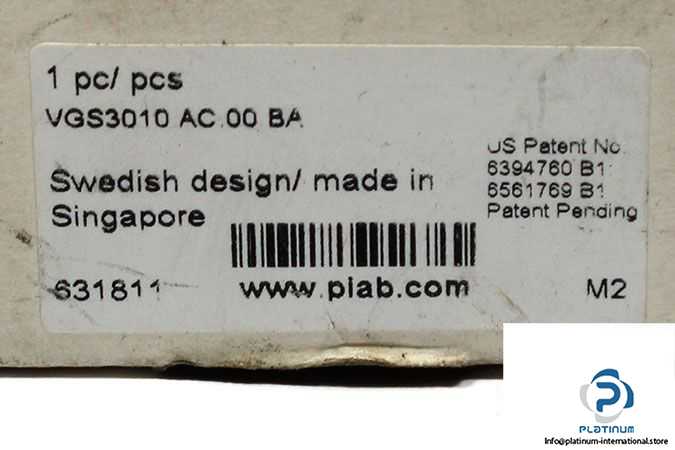 1 pc/ pcs
VGS3010 AC 00 BA
US Patent No.
6394760 B1
6561769 B1
Patent Pending
Swedish design/ made in
Singapore
631811
www.piab.com
M2
PLATINUM
Info@platinum-international.store